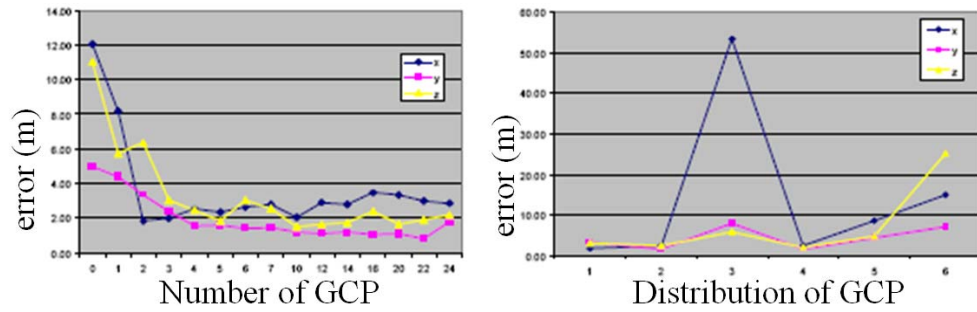 14.00
12.00
10.00
8.00
6.00
4.00
2.00
0.00
error (m)
x
y
z
0 1 2 3 4 5 6 7 10 12 14 16 20 22 24
Number of GCP
60.00
50.00
40.00
30.00
20.00
10.00
0.00
error (m)
x
y
z
1 2 3 4 5 6
Distribution of GCP